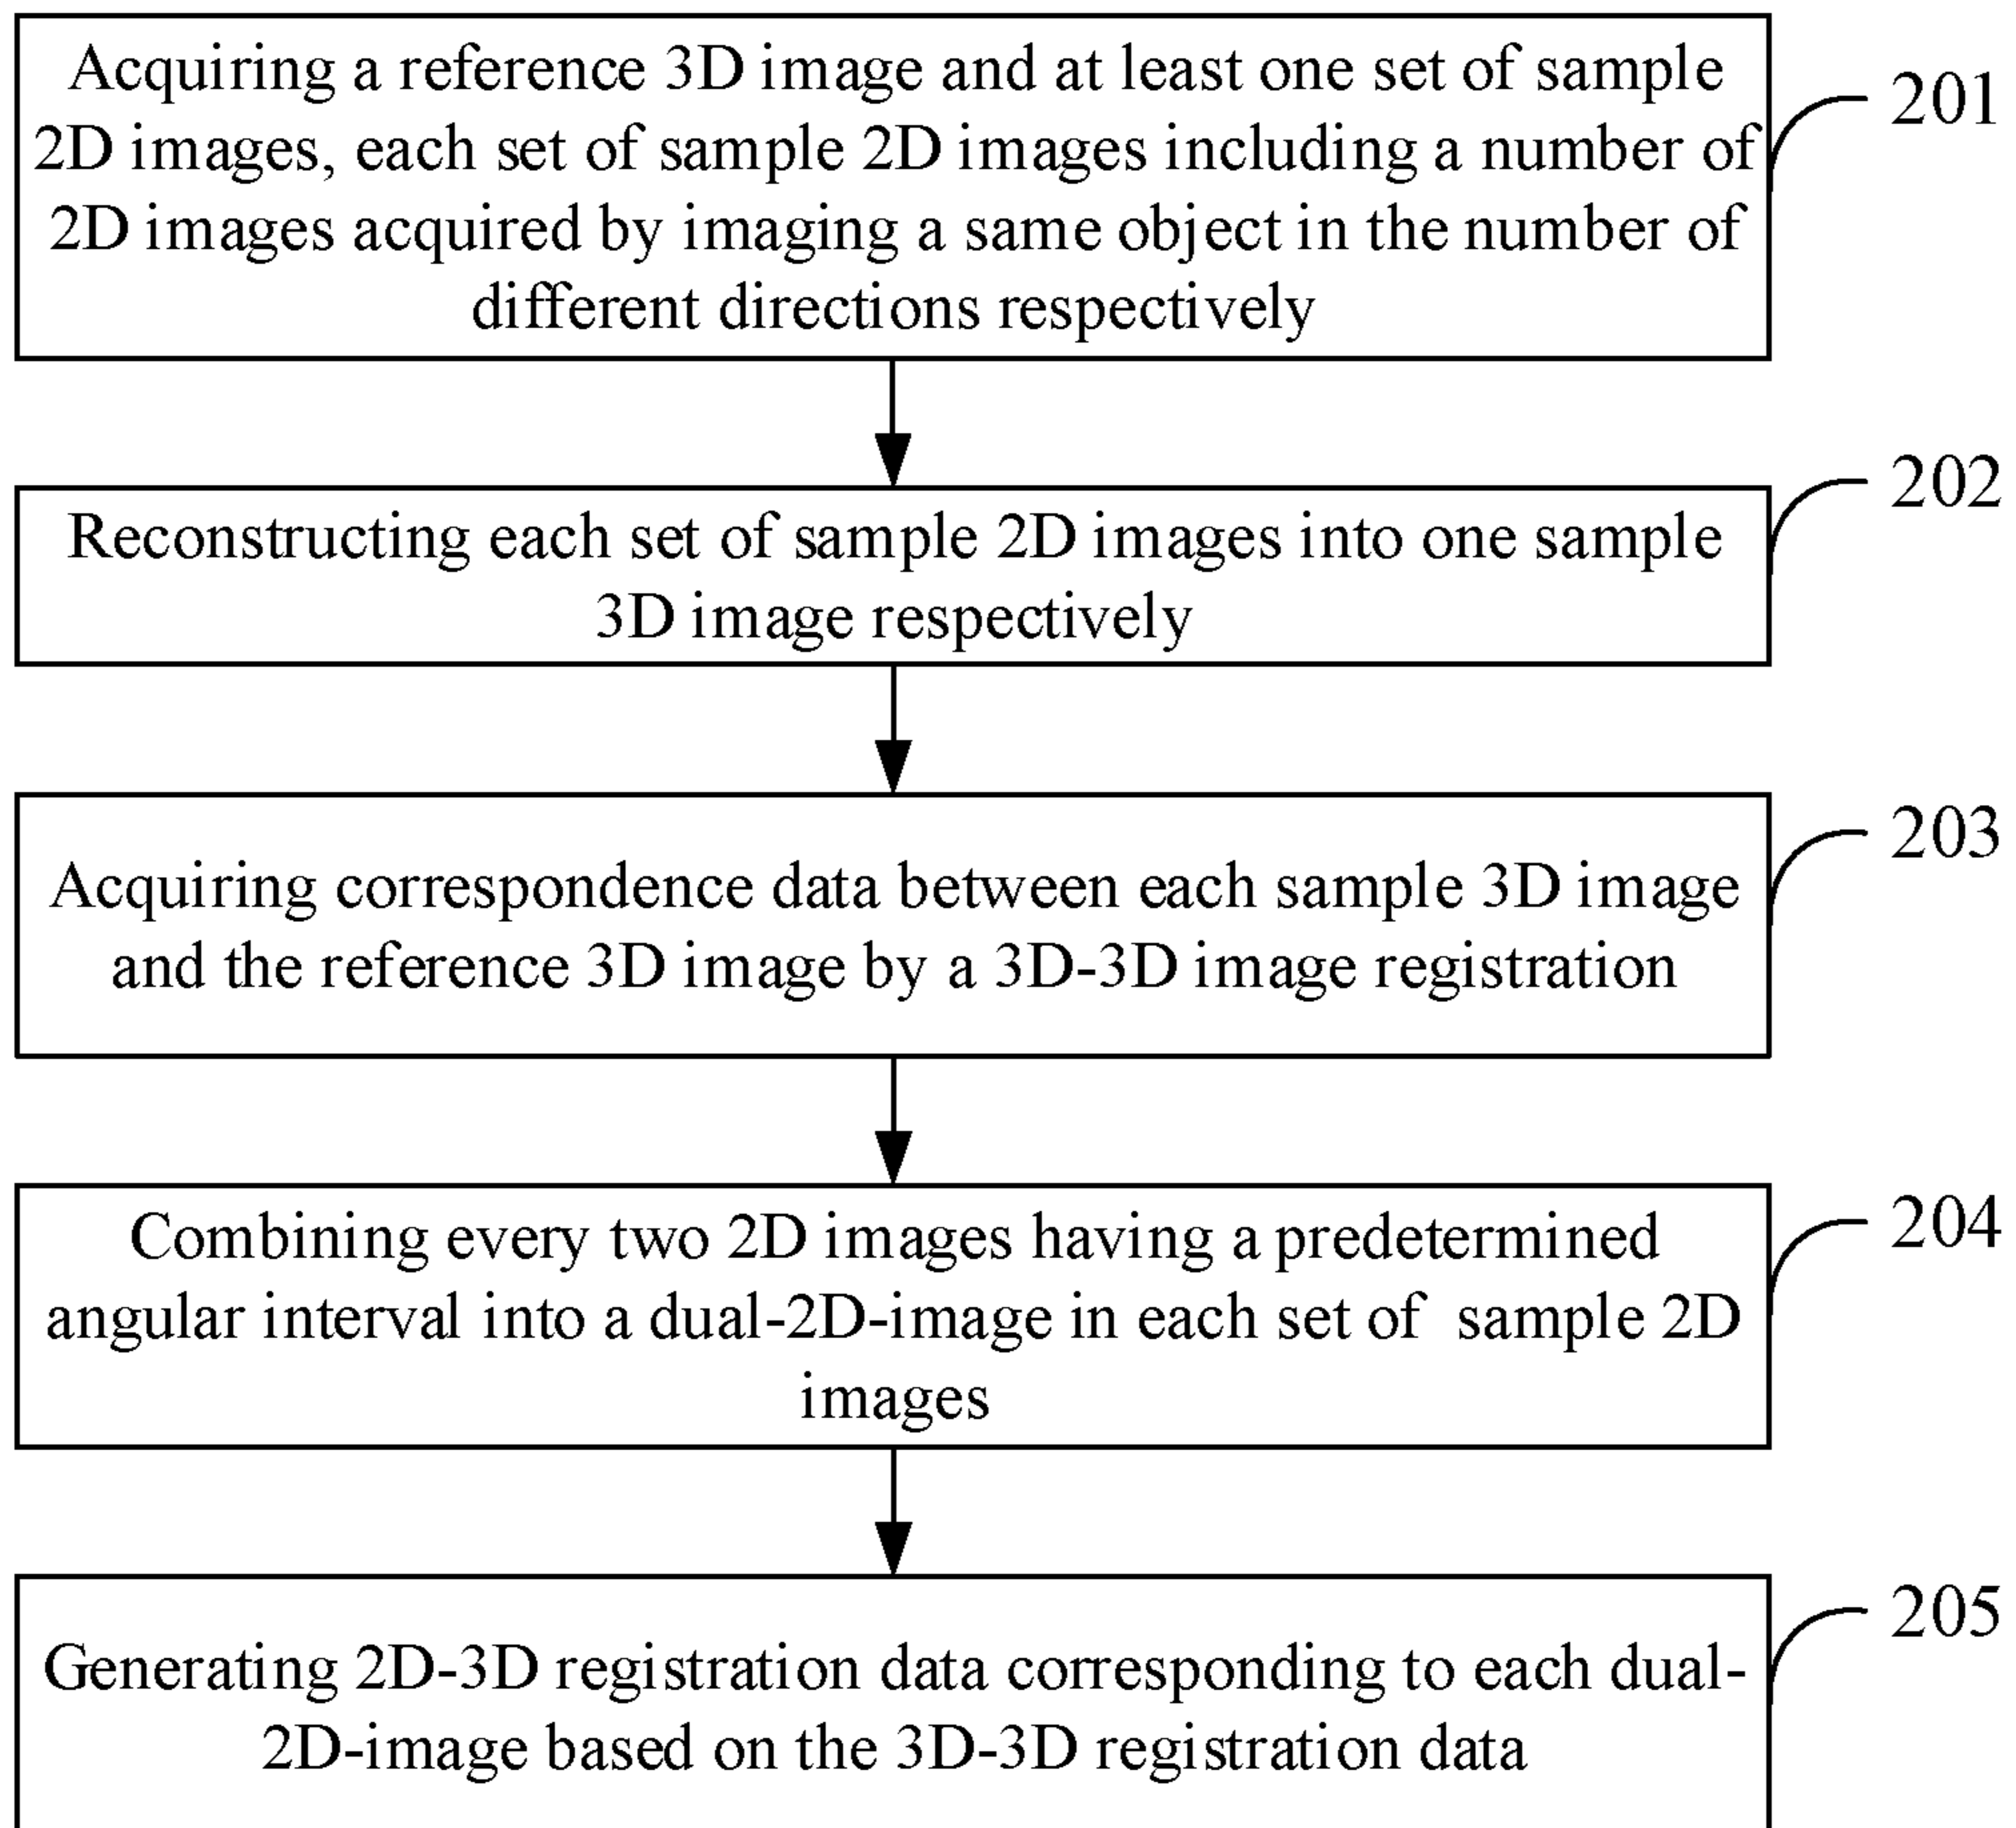 Acquiring a reference 3D image and at least one set of sample
2D images, each set of sample 2D images including a number of
2D images acquired by imaging a same object in the number of
different directions respectively
201
Reconstructing each set of sample 2D images into one sample
3D image respectively
202
Acquiring correspondence data between each sample 3D image
and the reference 3D image by a 3D-3D image registration
203
Combining every two 2D images having a predetermined
angular interval into a dual-2D-image in each set of sample 2D
images
204
Generating 2D-3D registration data corresponding to each dual-
2D-image based on the 3D-3D registration data
205